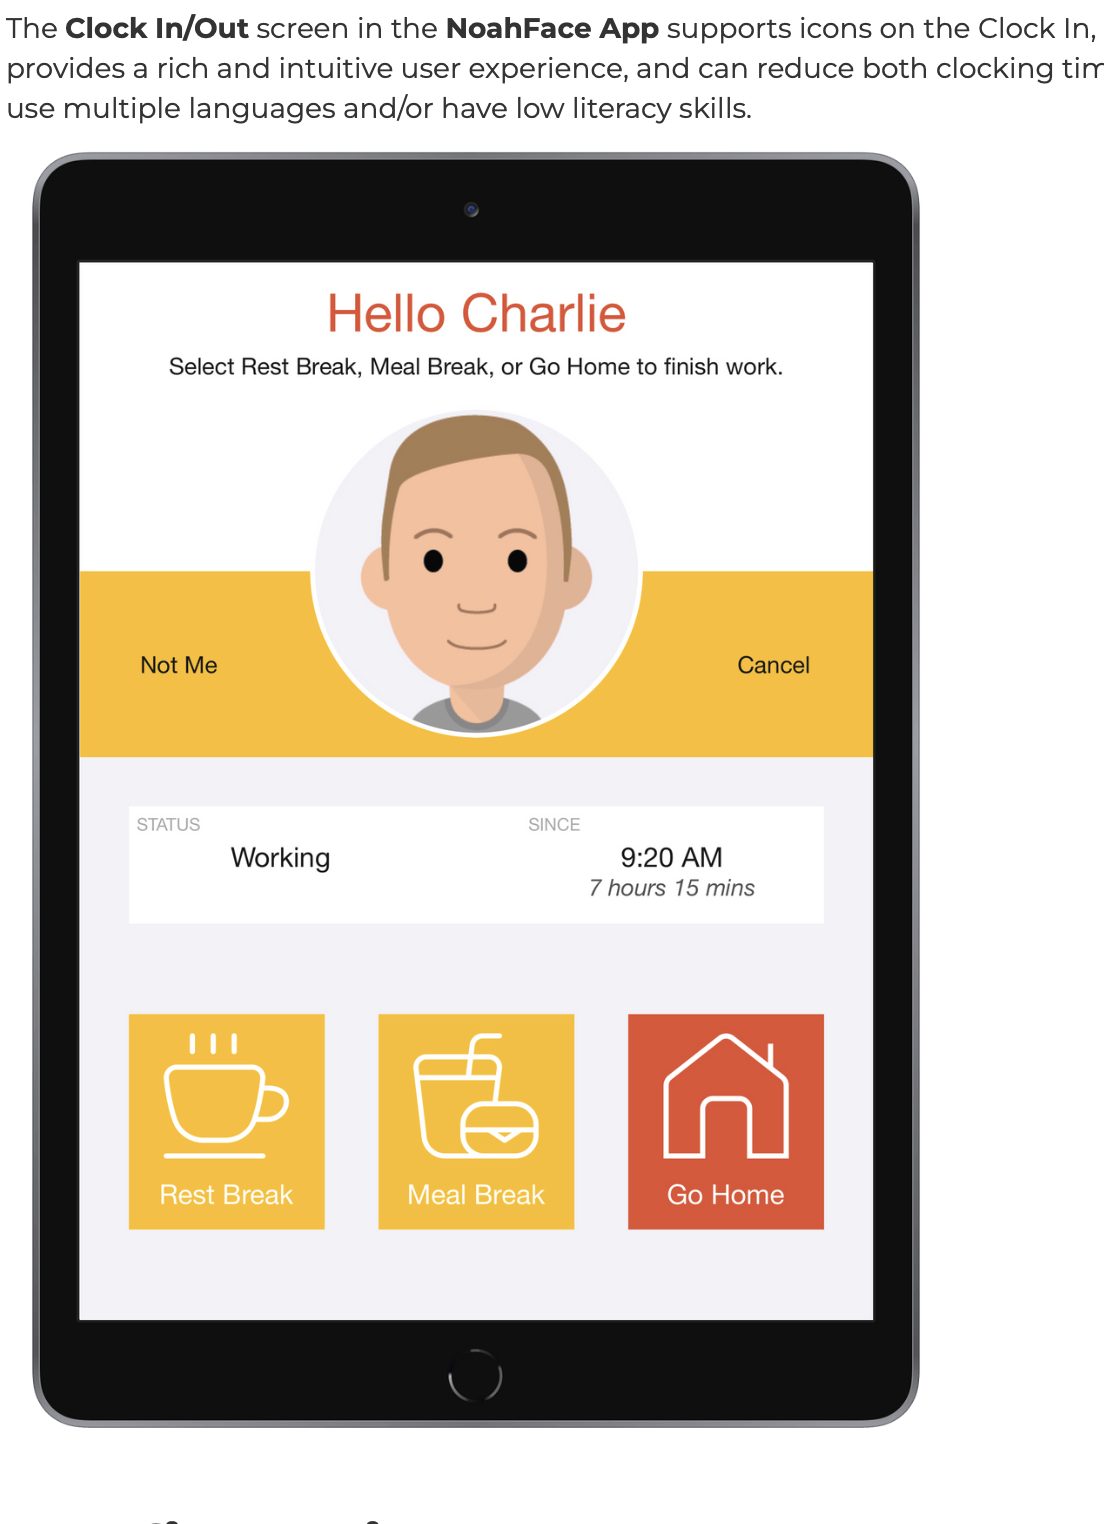 The Clock In/Out screen in the NoahFace App supports icons on the Clock In,
provides a rich and intuitive user experience, and can reduce both clocking
use multiple languages and/or have low literacy skills.
Hello Charlie
Select Rest Break, Meal Break, or Go Home to finish work.
Not Me
Cancel
STATUS
SINCE
Working
9:20 AM
7 hours 15 mins
Rest Break
Meal Break
Go Home